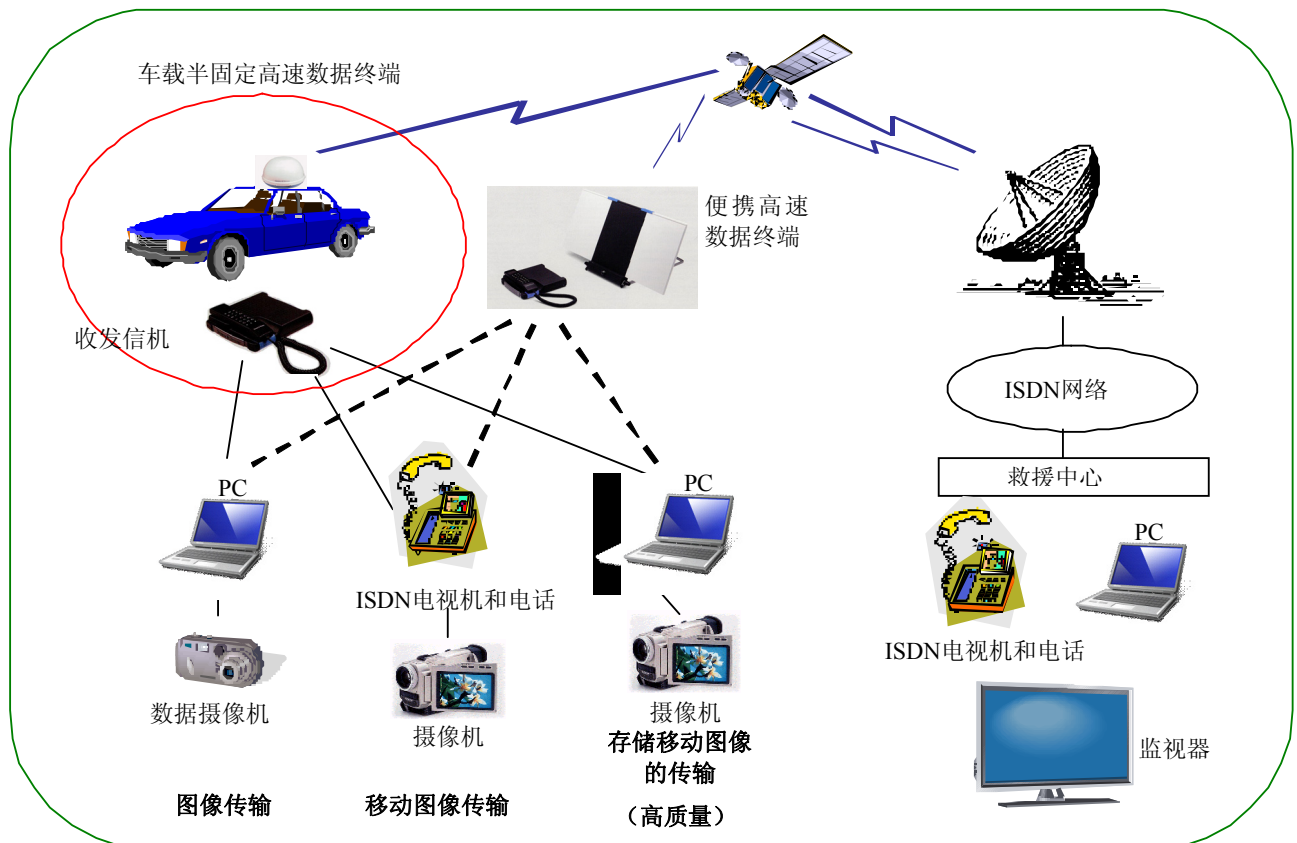 车载半固定高速数据终端
便携高速
数据终端
收发信机
ISDN网络
救援中心
PC
PC
PC
ISDN电视机和电话
ISDN电视机和电话
数据摄像机
摄像机
摄像机
监视器
图像传输
移动图像传输
存储移动图像
的传输
（高质量）